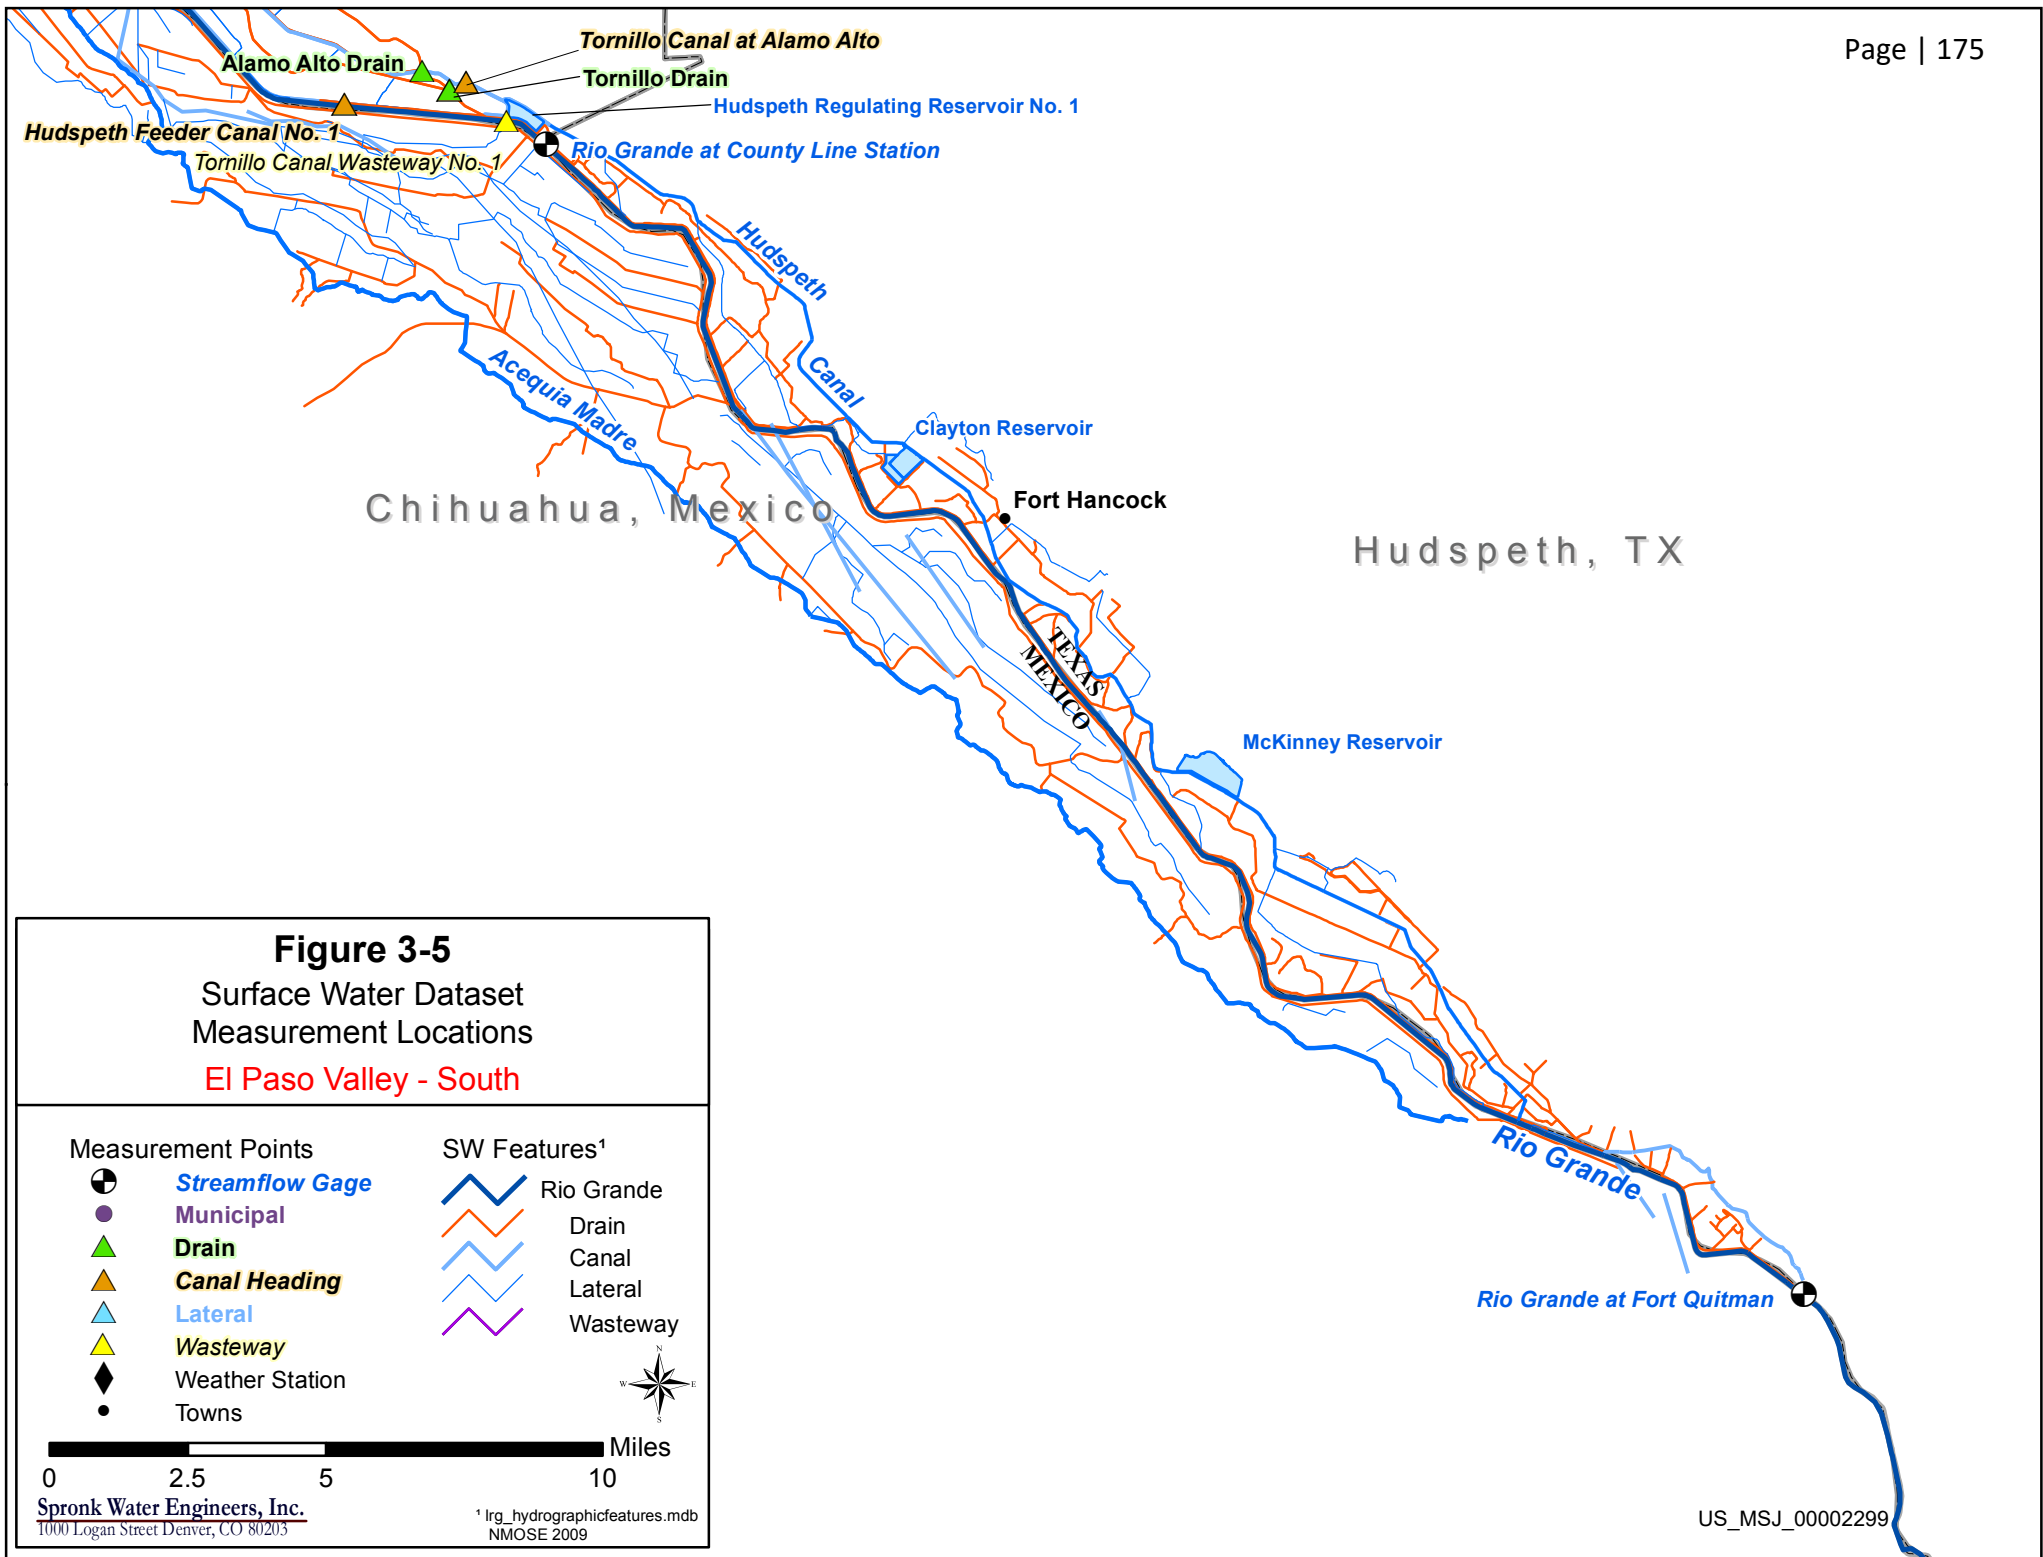 Page | 175
Tornillo Canal at Alamo Alto
Alamo Alto Drain
Tornillo Drain
Hudspeth Regulating Reservoir No. 1
Hudspeth Feeder Canal No. 1
Rio Grande at County Line Station
Tornillo Canal Wasteway No. 1
Hudspeth
Canal
Acequia Madre
Clayton Reservoir
Chihuahua, Mexico
Fort Hancock
Hudspeth, TX
TEXAS
MEXICO
McKinney Reservoir
Rio Grande
Rio Grande at Fort Quitman
Figure 3-5
Surface Water Dataset
Measurement Locations
El Paso Valley - South
Measurement Points
Streamflow Gage
Municipal
Drain
Canal Heading
Lateral
Wasteway
Weather Station
Towns
SW Features¹
Rio Grande
Drain
Canal
Lateral
Wasteway
N
W E
S
Miles
0 2.5 5 10
Spronk Water Engineers, Inc.
1000 Logan Street Denver, CO 80203
¹ lrg_hydrographicfeatures.mdb
NMOSE 2009
US_MSJ_00002299